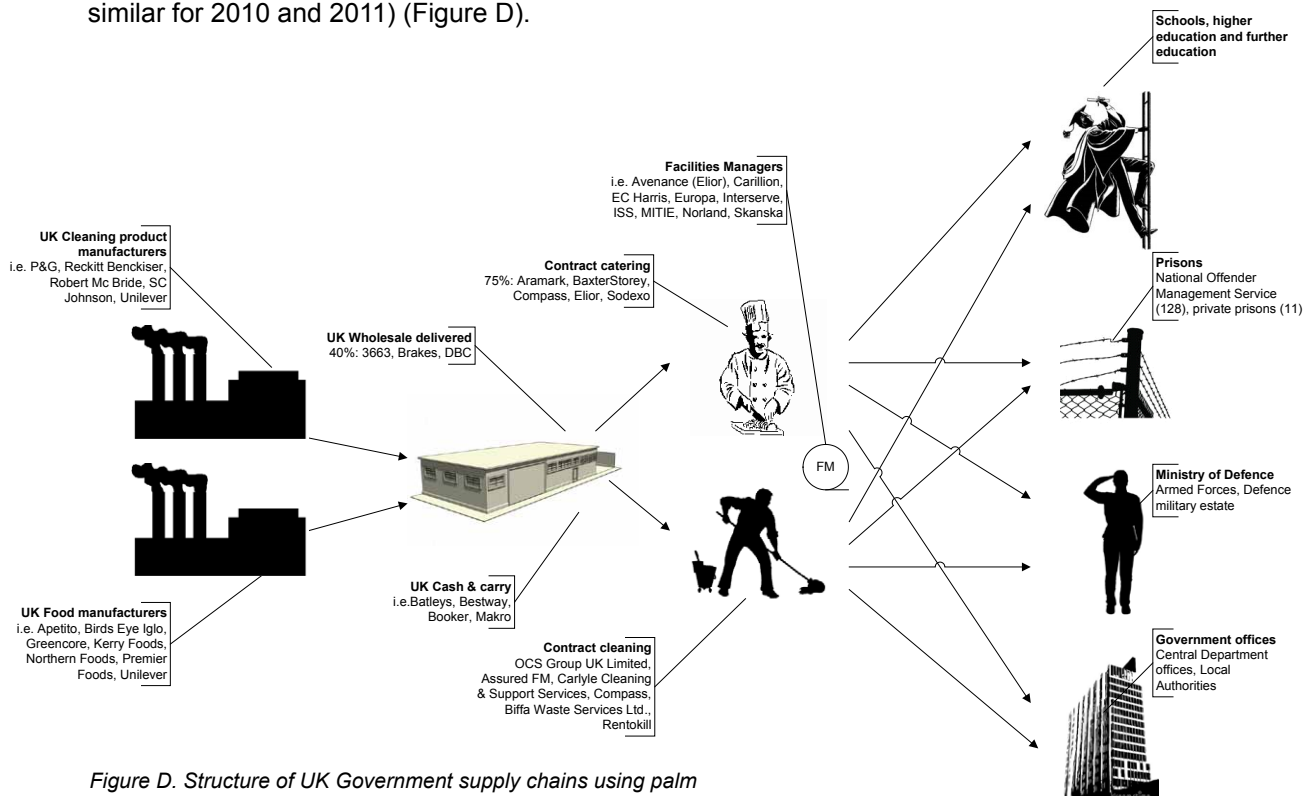 similar for 2010 and 2011) (Figure D).
Schools, higher
education and further
education
Facilities Managers
i.e. Avenance (Elior), Carillion,
EC Harris, Europa, Interserve,
ISS, MITIE, Norland, Skanska
UK Cleaning product
manufacturers
i.e. P&G, Reckitt Benckiser,
Robert Mc Bride, SC
Johnson, Unilever
Contract catering
75%: Aramark, BaxterStorey,
Compass, Elior, Sodexo
Prisons
National Offender
Management Service
(128), private prisons (11)
UK Wholesale delivered
40%: 3663, Brakes, DBC
FM
Ministry of Defence
Armed Forces, Defence
military estate
UK Cash & carry
i.e.Batleys, Bestway,
Booker, Makro
UK Food manufacturers
i.e. Apetito, Birds Eye Iglo,
Greencore, Kerry Foods,
Northern Foods, Premier
Foods, Unilever
Contract cleaning
OCS Group UK Limited,
Assured FM, Carlyle Cleaning
& Support Services, Compass,
Biffa Waste Services Ltd.,
Rentokill
Government offices
Central Department
offices, Local
Authorities
Figure D. Structure of UK Government supply chains using palm